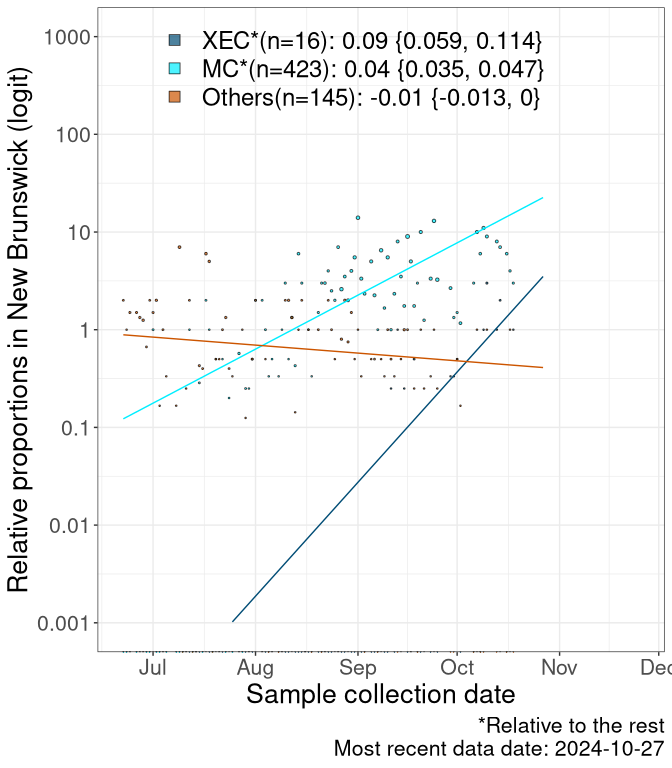 XEC*(n=16): 0.09 {0.059, 0.114}
MC*(n=423): 0.04 {0.035, 0.047}
Others(n=145): -0.01 {-0.013, 0}
Relative proportions in New Brunswick (logit)
1000
100
10
1
0.1
0.01
0.001
Jul Aug Sep Oct Nov Dec
Sample collection date
*Relative to the rest
Most recent data date: 2024-10-27